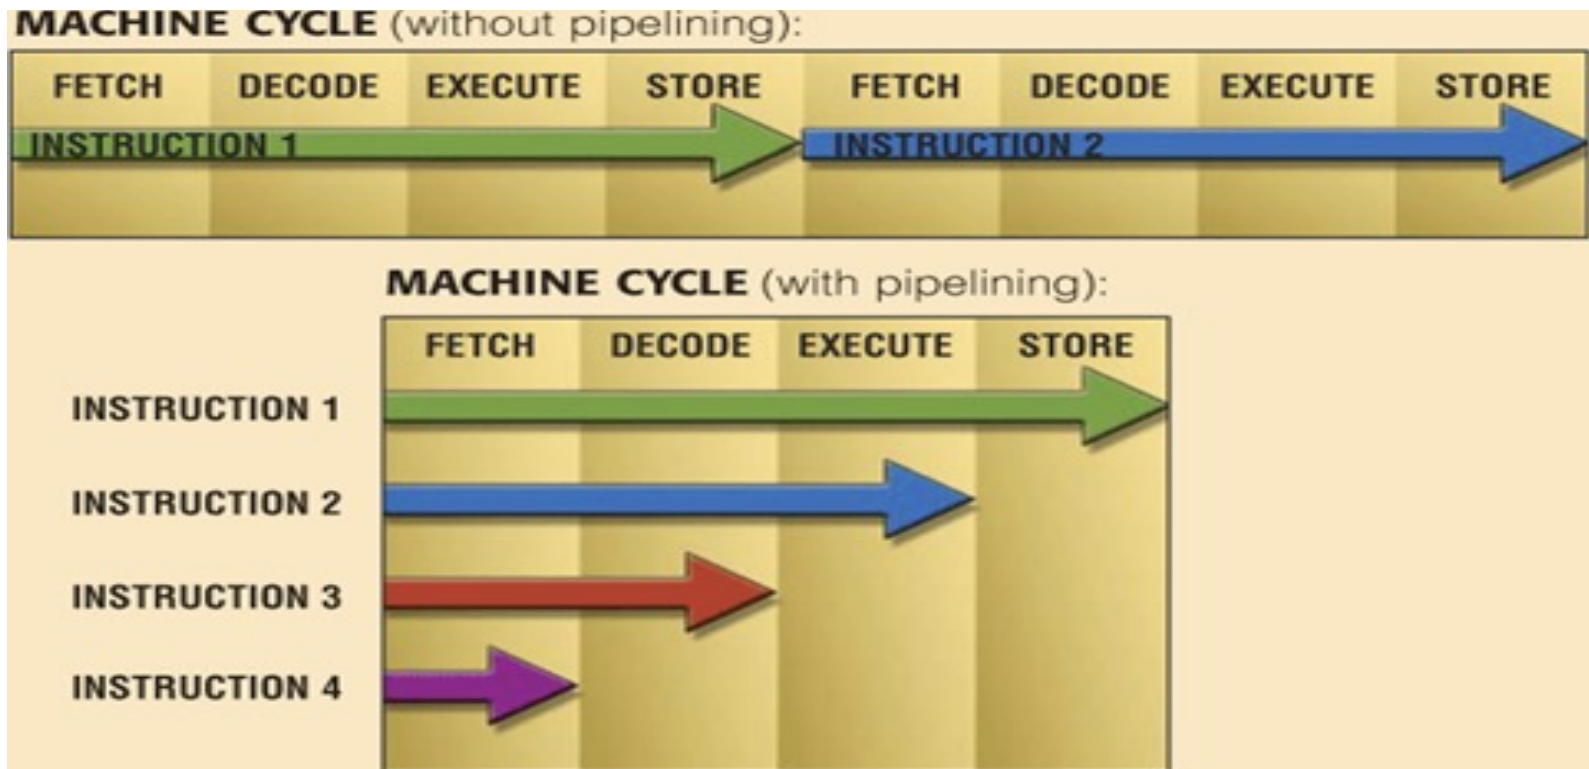 MACHINE CYCLE (without pipelining):
FETCH DECODE EXECUTE STORE FETCH DECODE EXECUTE STORE
INSTRUCTION 1 INSTRUCTION 2
MACHINE CYCLE (with pipelining):
FETCH DECODE EXECUTE STORE
INSTRUCTION 1
INSTRUCTION 2
INSTRUCTION 3
INSTRUCTION 4